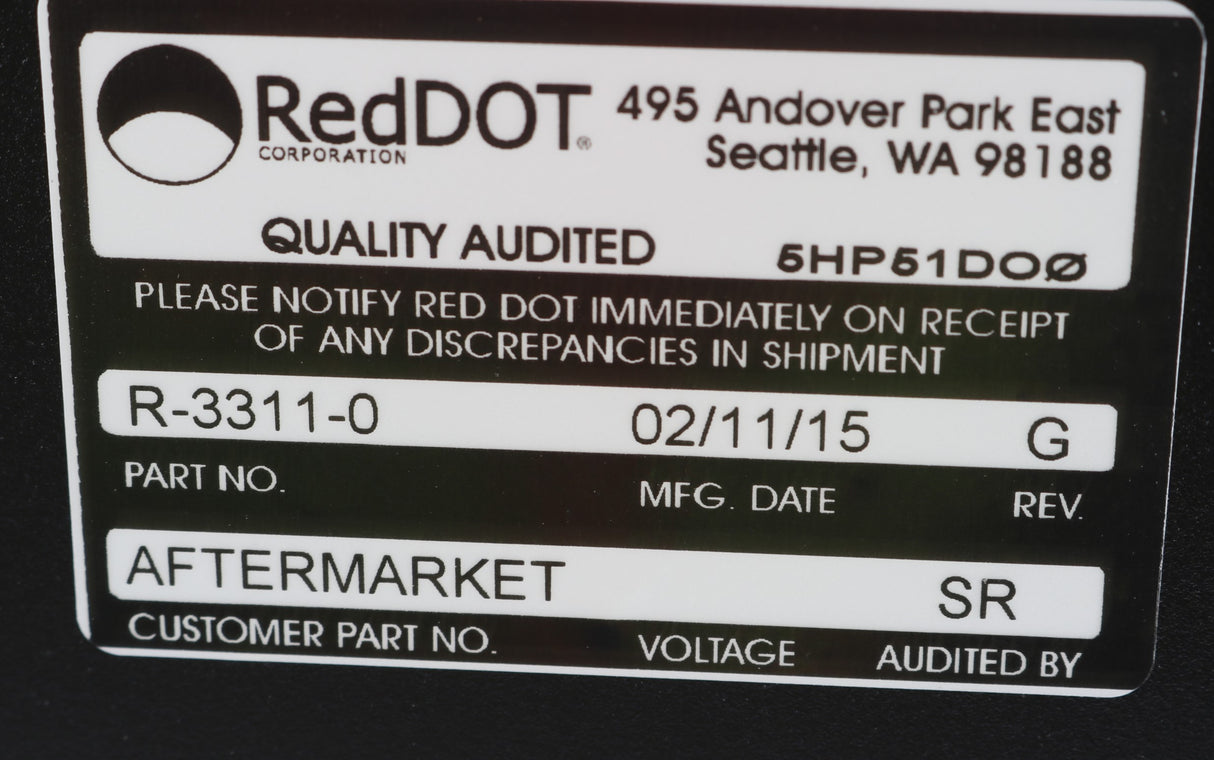 RedDOT®
CORPORATION
495 Andover Park East
Seattle, WA 98188
QUALITY AUDITED 5HP51DOØ
PLEASE NOTIFY RED DOT IMMEDIATELY ON RECEIPT
OF ANY DISCREPANCIES IN SHIPMENT
R-3311-0 02/11/15 G
PART NO. MFG. DATE REV.
AFTERMARKET SR
CUSTOMER PART NO. VOLTAGE AUDITED BY